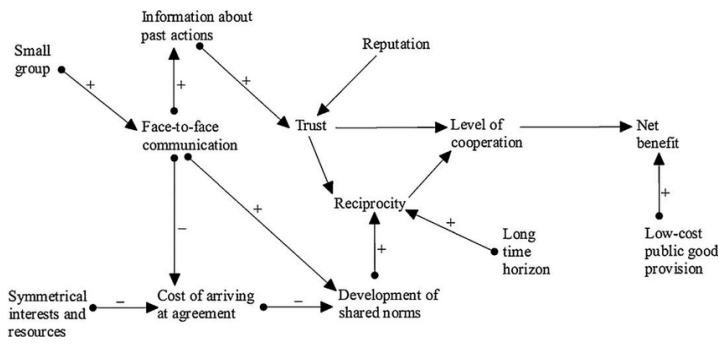 Information about
past actions
Small
group
+
+
+
Reputation
Face-to-face
communication
Trust
Level of
cooperation
Net
benefit
–
+
Reciprocity
+
+
+
Long
time
horizon
Low-cost
public good
provision
Symmetrical
interests and
resources
–
Cost of arriving
at agreement
–
Development of
shared norms